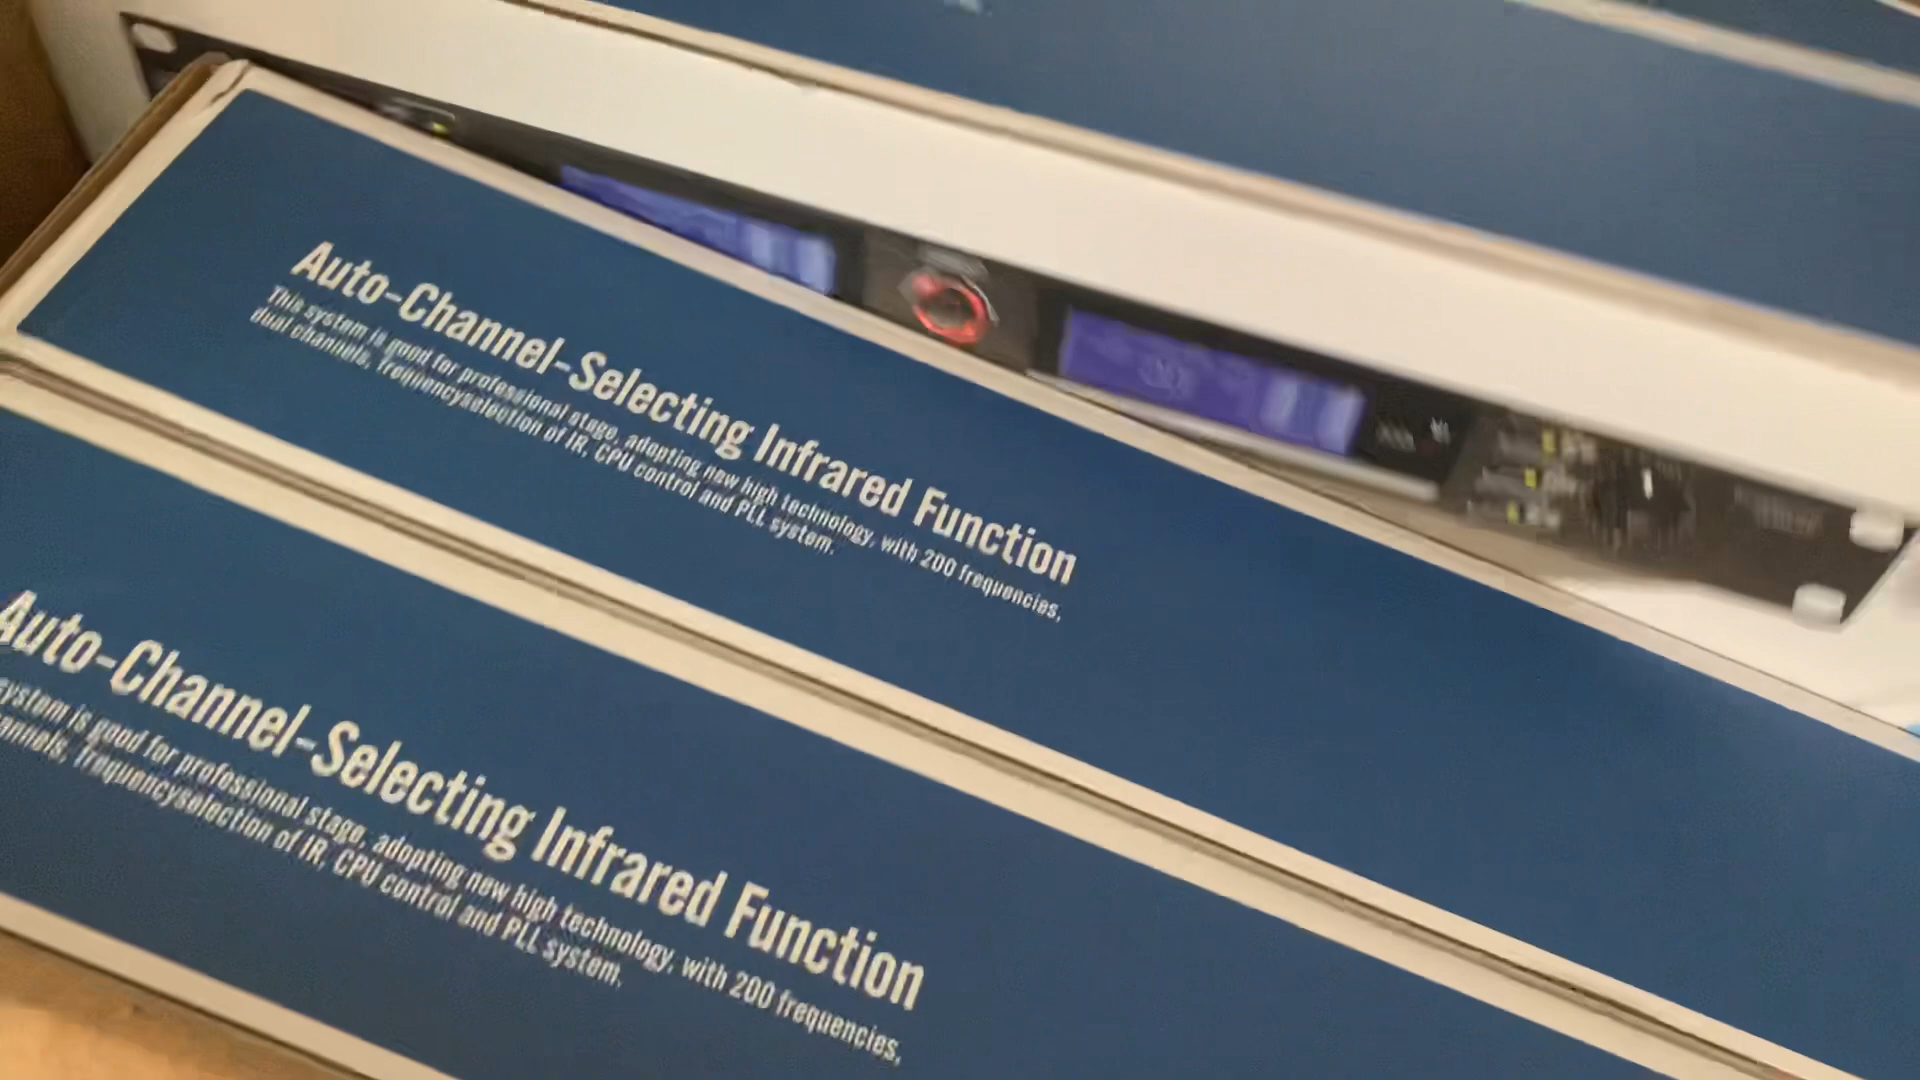 Auto-Channel-Selecting Infrared Function
This system is good for professional stage, adopting new high technology, with 200 frequencies,
dual channels, frequencyselection of IR, CPU control and PLL system.
Auto-Channel-Selecting Infrared Function
system is good for professional stage, adopting new high technology, with 200 frequencies,
frequencyselection of IR, CPU control and PLL system.